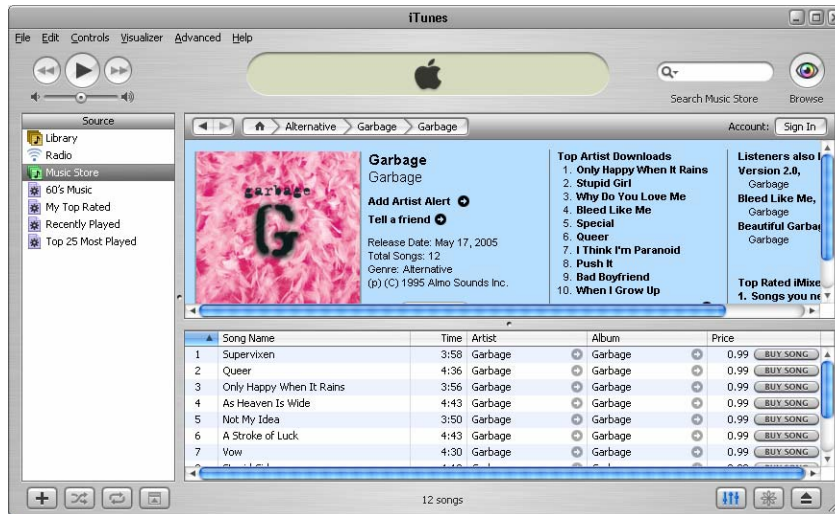 iTunes
File Edit Controls Visualizer Advanced Help
Search Music Store Browse
Source
Library
Radio
Music Store
60's Music
My Top Rated
Recently Played
Top 25 Most Played
Alternative Garbage Garbage Account: Sign In
garbage
G
Garbage
Garbage
Add Artist Alert
Tell a friend
Release Date: May 17, 2005
Total Songs: 12
Genre: Alternative
(p) (C) 1995 Almo Sounds Inc.
Top Artist Downloads
1. Only Happy When It Rains
2. Stupid Girl
3. Why Do You Love Me
4. Bleed Like Me
5. Special
6. Queer
7. I Think I'm Paranoid
8. Push It
9. Bad Boyfriend
10. When I Grow Up
Listeners also
Version 2.0,
Garbage
Bleed Like Me,
Garbage
Beautiful
Garbage
Top Rated iMixe
1. Songs you
Song Name Time Artist Album Price
1 Supervixen 3:58 Garbage Garbage 0.99 BUY SONG
2 Queer 4:36 Garbage Garbage 0.99 BUY SONG
3 Only Happy When It Rains 3:56 Garbage Garbage 0.99 BUY SONG
4 As Heaven Is Wide 4:43 Garbage Garbage 0.99 BUY SONG
5 Not My Idea 3:50 Garbage Garbage 0.99 BUY SONG
6 A Stroke of Luck 4:43 Garbage Garbage 0.99 BUY SONG
7 Vow 4:30 Garbage Garbage 0.99 BUY SONG
12 songs